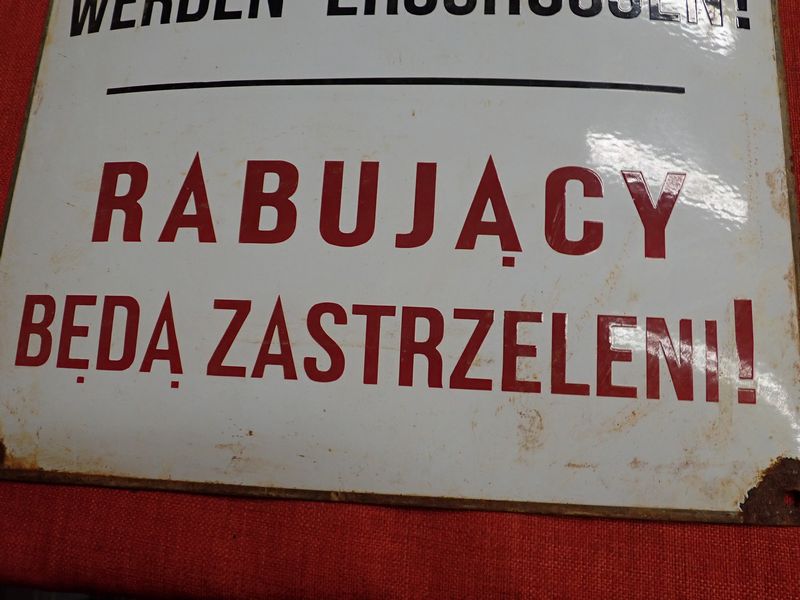 WERDEN ERSCHOSSEN!
RABUJĄCY
BĘDĄ ZASTRZELENI!